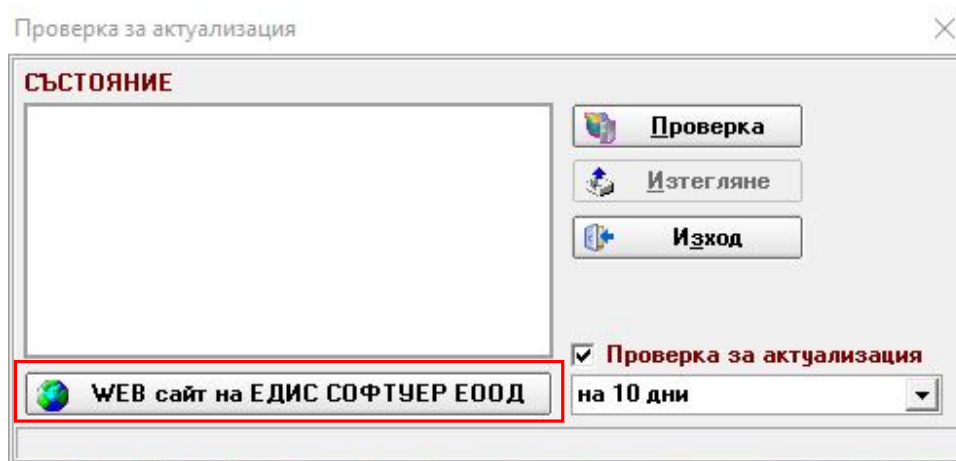 Проверка за актуализация
СЪСТОЯНИЕ
Проверка
Изтегляне
Изход
Проверка за актуализация
WEB сайт на ЕДИС СОФТУЕР ЕООД
на 10 дни